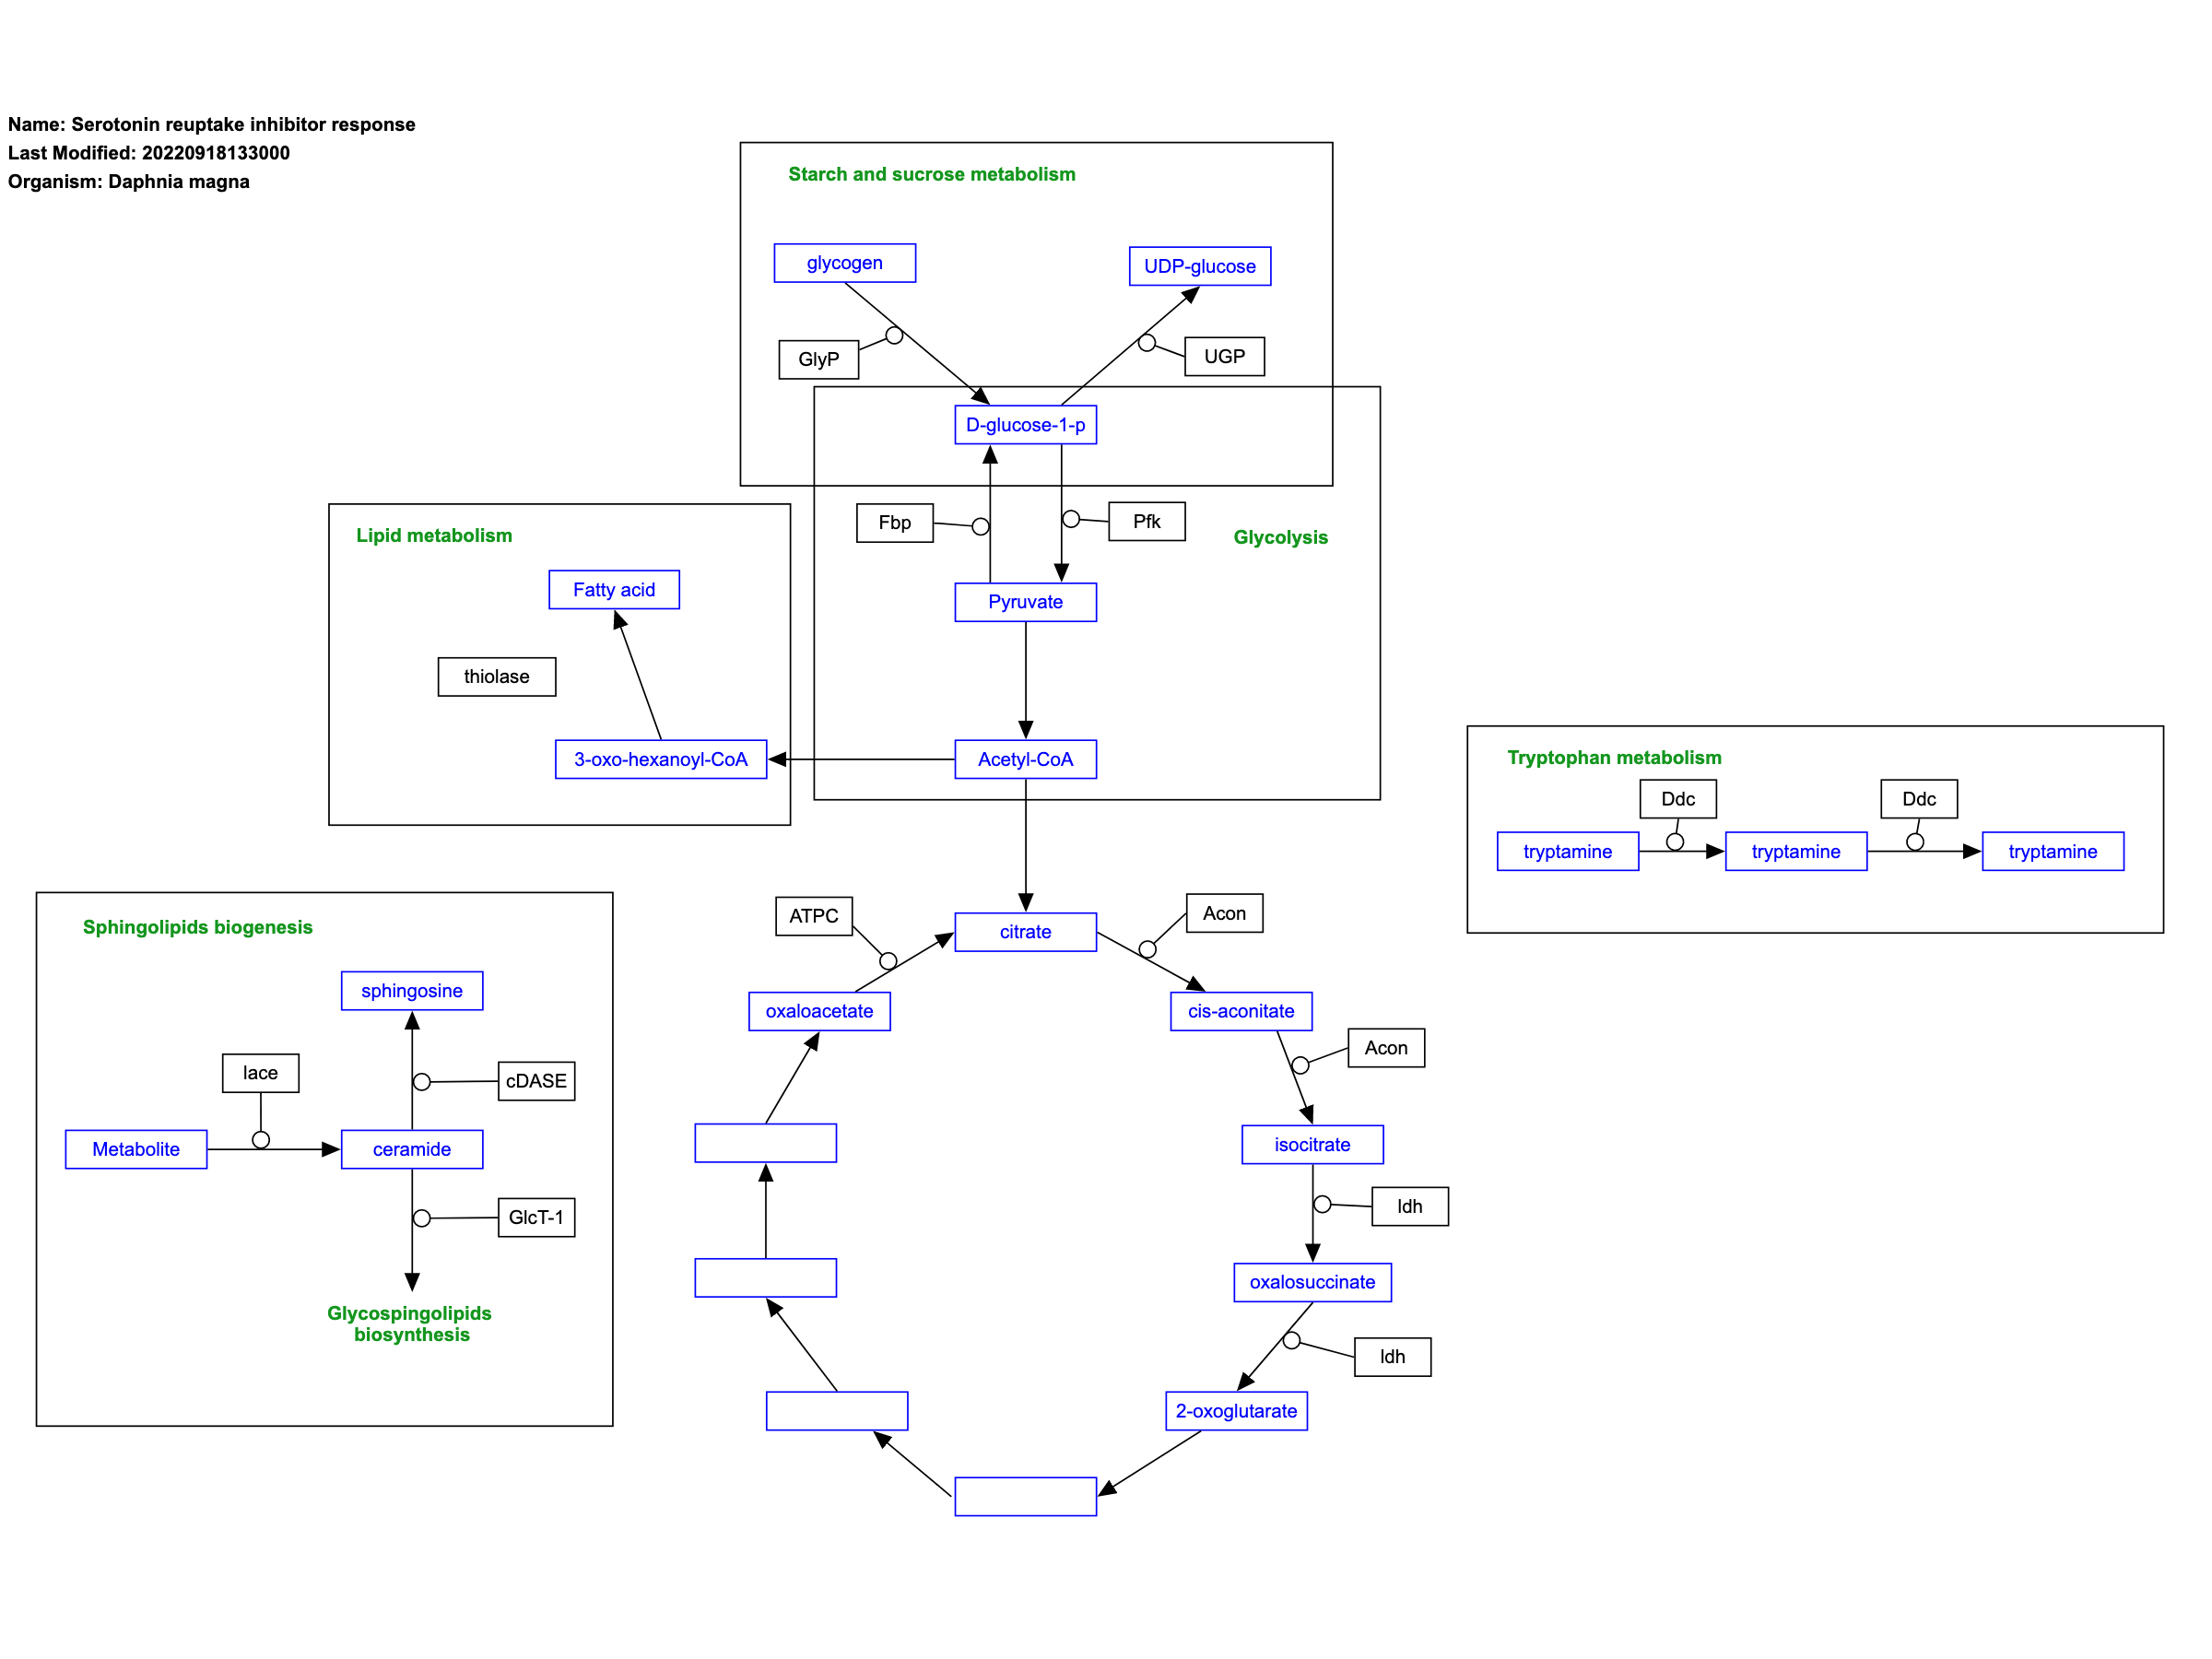 Name: Serotonin reuptake inhibitor response
Last Modified: 20220918133000
Organism: Daphnia magna
Starch and sucrose metabolism
glycogen
UDP-glucose
GlyP
UGP
D-glucose-1-p
Fbp
Pfk
Glycolysis
Lipid metabolism
Fatty acid
Pyruvate
thiolase
3-oxo-hexanoyl-CoA
Acetyl-CoA
Tryptophan metabolism
Ddc
Ddc
tryptamine
tryptamine
tryptamine
ATPC
Acon
citrate
Sphingolipids biogenesis
sphingosine
oxaloacetate
cis-aconitate
Acon
lace
cDASE
Metabolite
ceramide
isocitrate
GlcT-1
Idh
oxalosuccinate
Glycospingolipids
biosynthesis
Idh
2-oxoglutarate